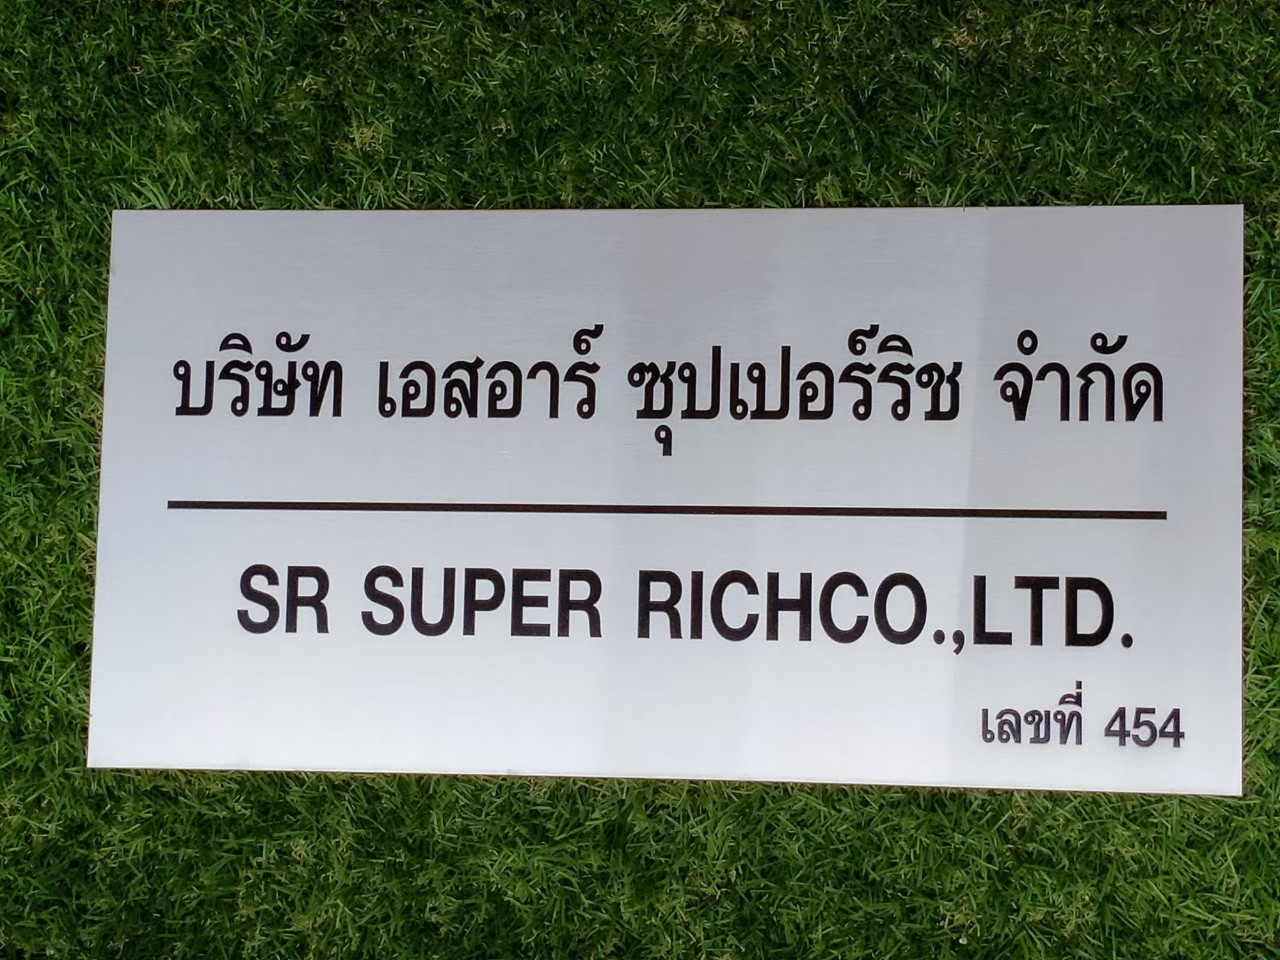 บริษัท เอสอาร์ ซุปเปอร์ริช จำกัด
SR SUPER RICHCO.,LTD.
เลขที่ 454